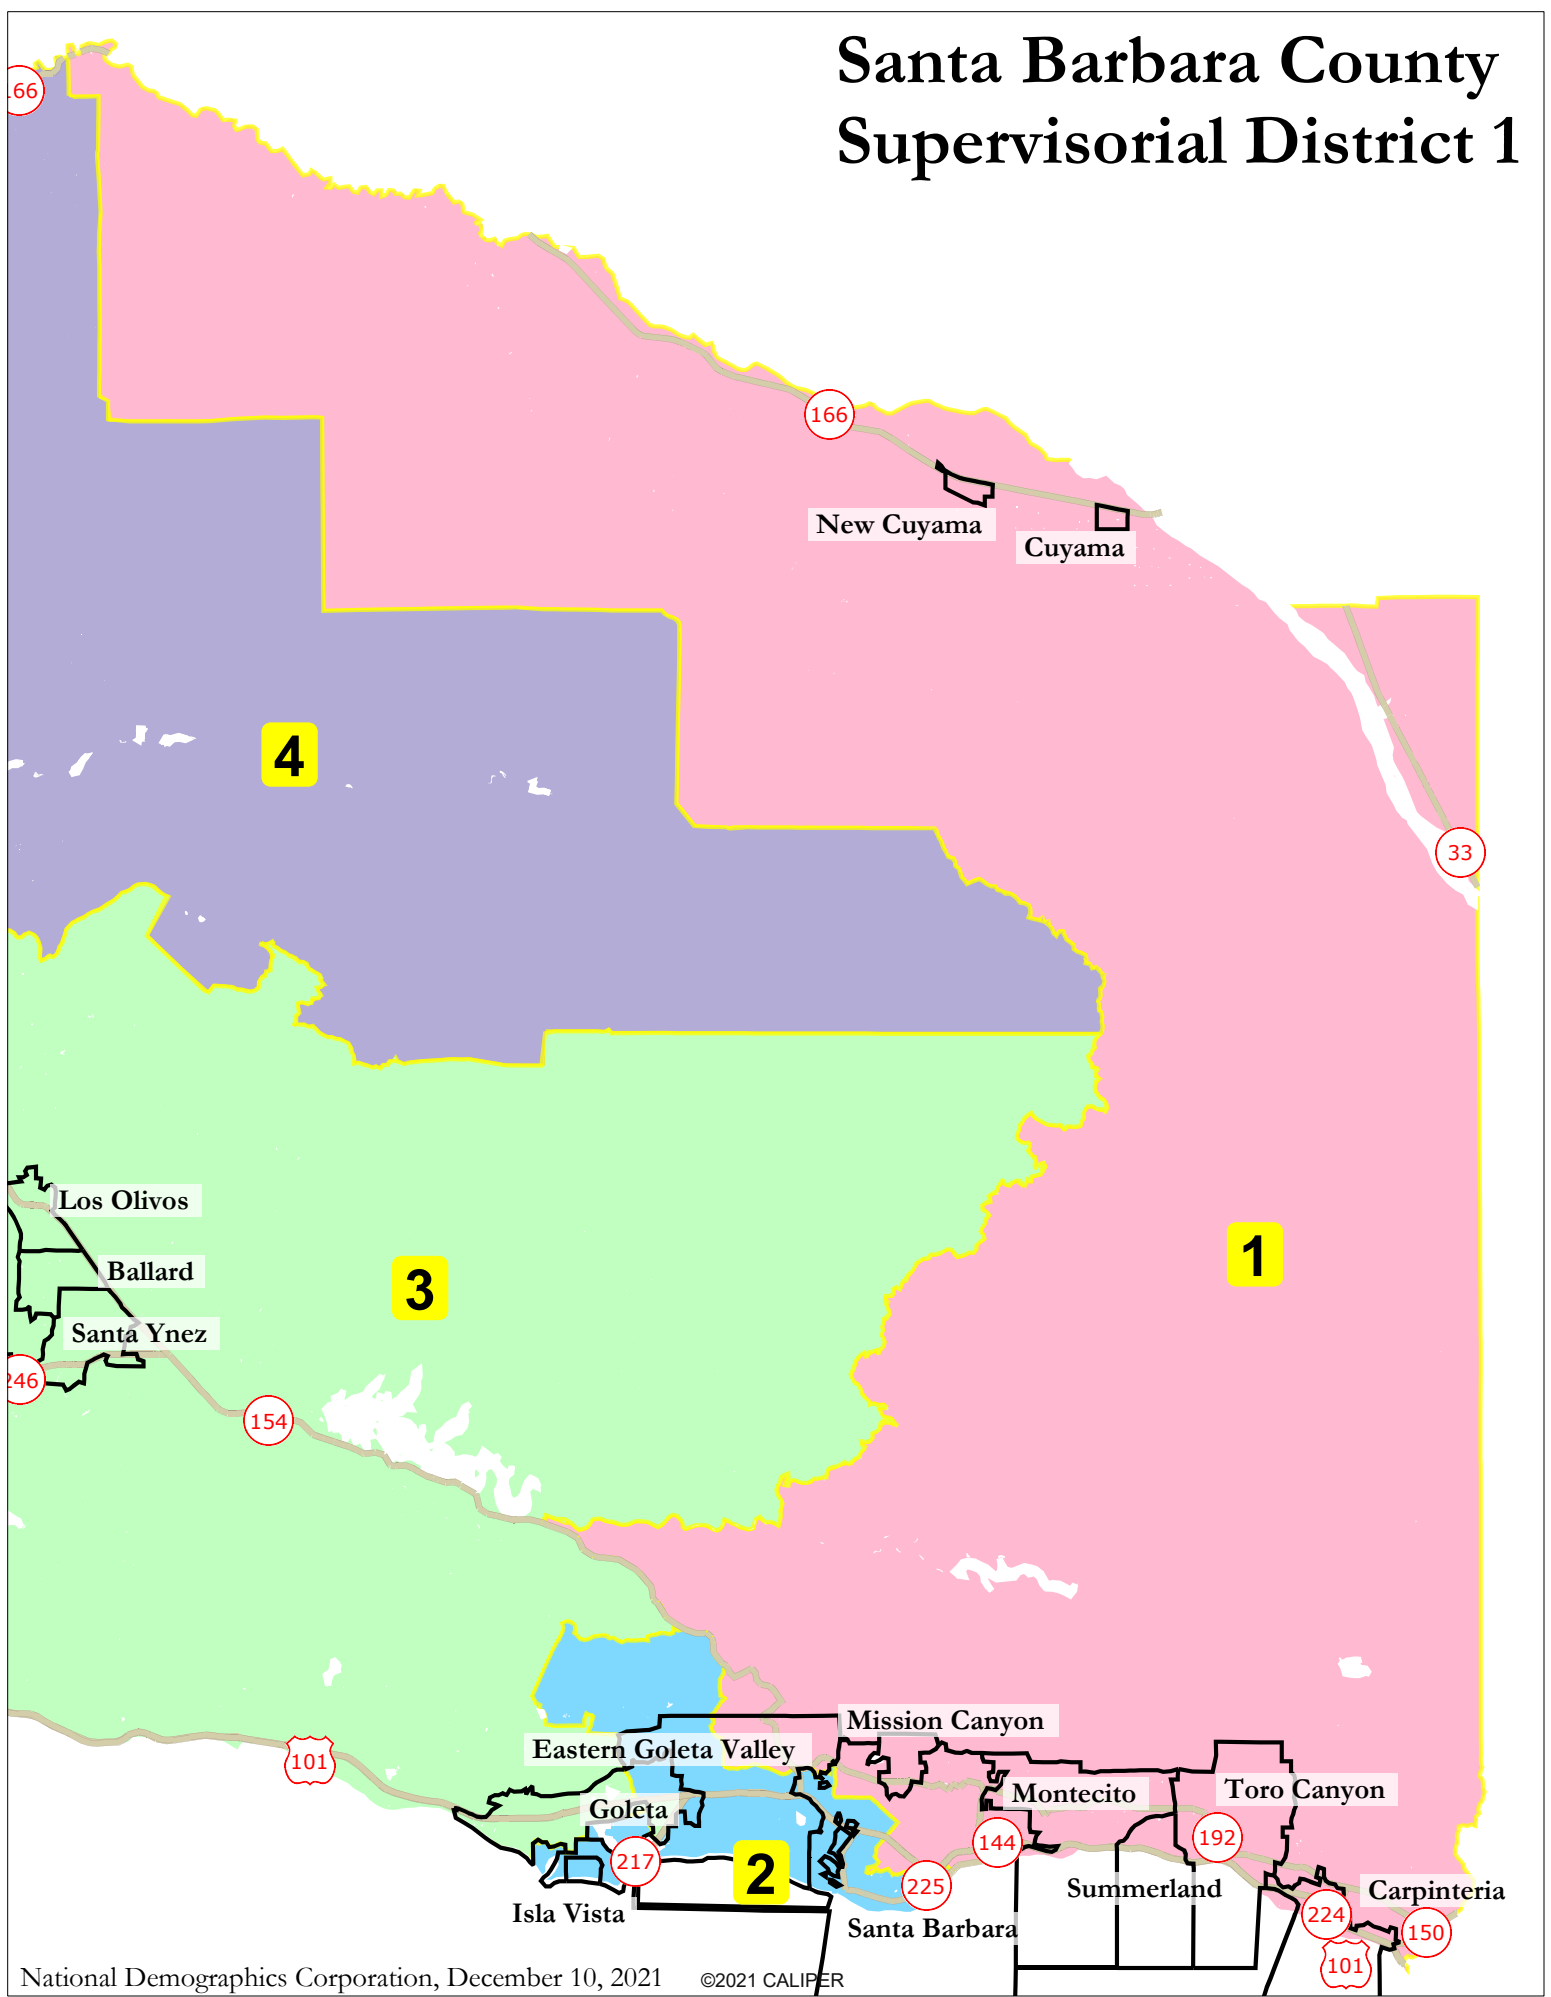 Santa Barbara County
Supervisorial District 1
166
166
New Cuyama
Cuyama
4
33
Los Olivos
Ballard
3
1
Santa Ynez
246
154
Mission Canyon
Eastern Goleta Valley
101
Montecito
Toro Canyon
Goleta
144
192
217
2
225
Summerland
Carpinteria
Isla Vista
224
Santa Barbara
150
101
National Demographics Corporation, December 10, 2021
©2021 CALIPER